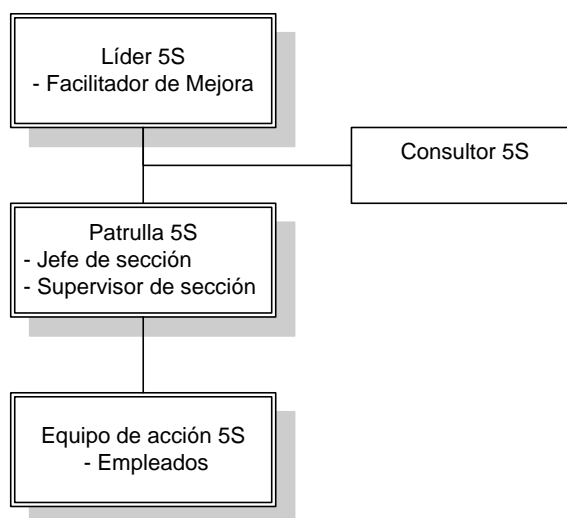 Líder 5S
- Facilitador de Mejora
Consultor 5S
Patrulla 5S
- Jefe de sección
- Supervisor de sección
Equipo de acción 5S
- Empleados